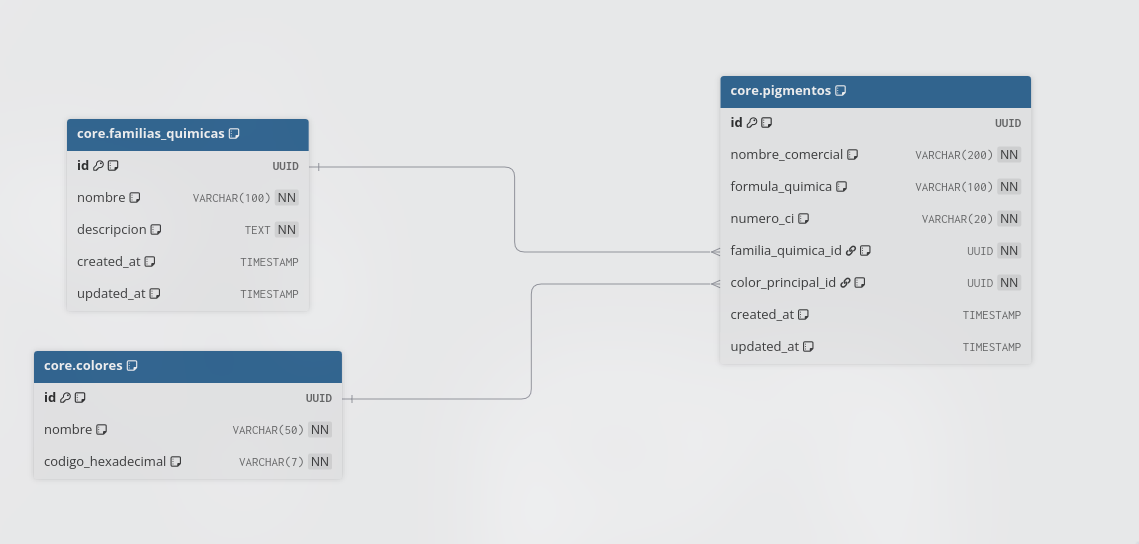 core.familias_quimicas
id UUID
nombre VARCHAR(100) NN
descripcion TEXT NN
created_at TIMESTAMP
updated_at TIMESTAMP
core.colores
id UUID
nombre VARCHAR(50) NN
codigo_hexadecimal VARCHAR(7) NN
core.pigmentos
id UUID
nombre_comercial VARCHAR(200) NN
formula_quimica VARCHAR(100) NN
numero_ci VARCHAR(20) NN
familia_quimica_id UUID NN
color_principal_id UUID NN
created_at TIMESTAMP
updated_at TIMESTAMP